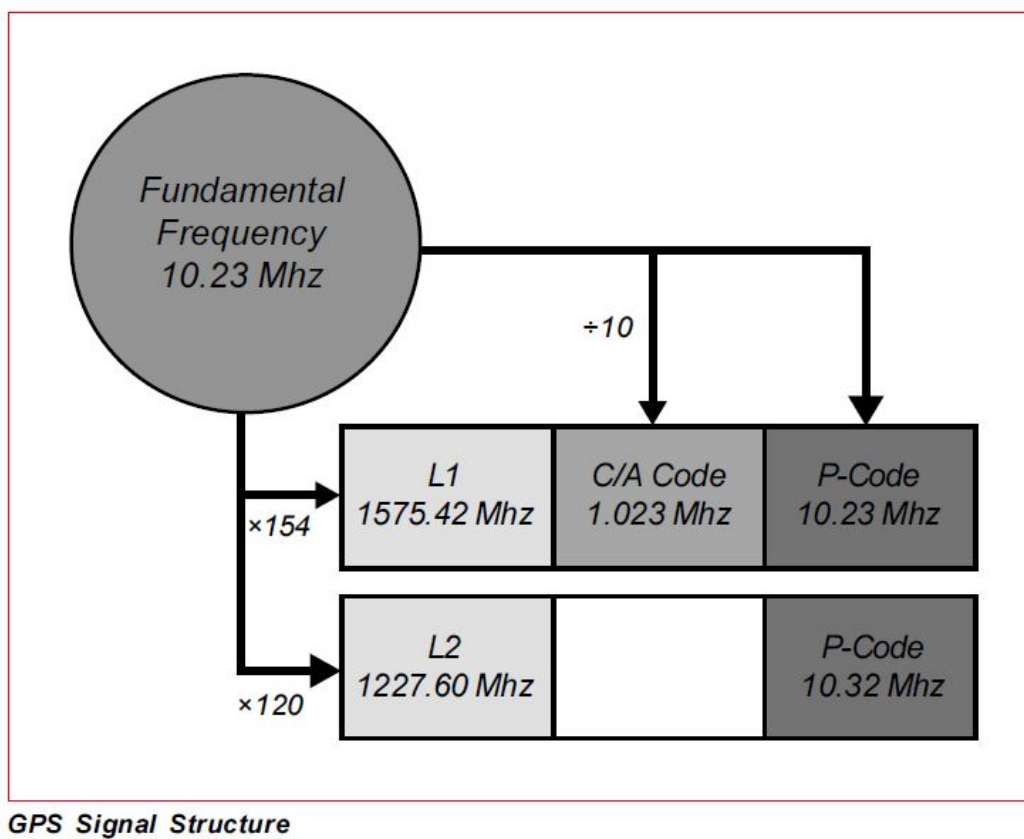 Fundamental
Frequency
10.23 Mhz
÷10
L1
1575.42 Mhz
C/A Code
1.023 Mhz
P-Code
10.23 Mhz
×154
L2
1227.60 Mhz
P-Code
10.32 Mhz
×120
GPS Signal Structure